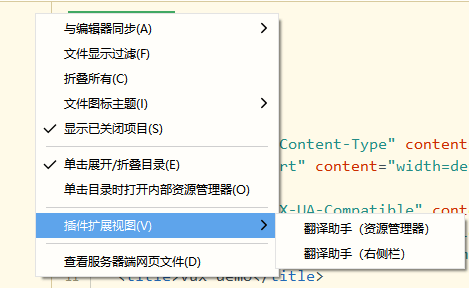 与编辑器同步(A)
文件显示过滤(F)
折叠所有(C)
文件图标主题(I)
显示已关闭项目(S)
单击展开/折叠目录(E)
Content-Type" content
单击目录时打开内部资源管理器(O)
rt" content="width=de
X-UA-Compatible" cont
插件扩展视图(V)
翻译助手（资源管理器）
翻译助手（右侧栏）
查看服务器端网页文件(D)
11 <title>Vux demo</title>